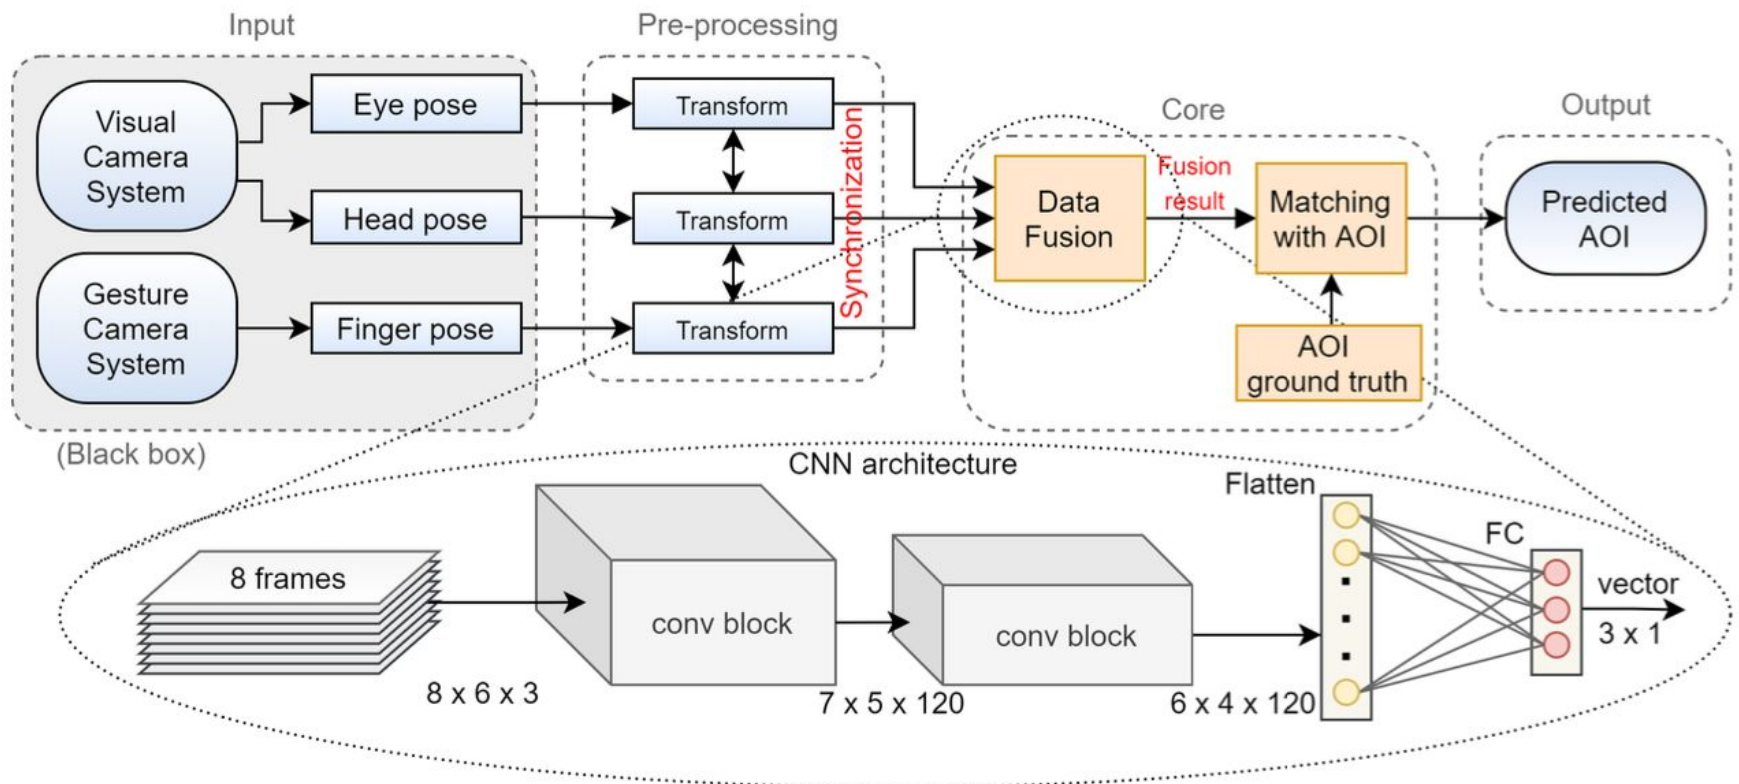 Input
Pre-processing
Core
Output
Visual
Camera
System
Eye pose
Head pose
Gesture
Camera
System
Finger pose
(Black box)
Transform
Transform
Transform
Synchronization
Data
Fusion
Fusion
result
Matching
with AOI
AOI
ground truth
Predicted
AOI
CNN architecture
8 frames
8 x 6 x 3
conv block
7 x 5 x 120
conv block
6 x 4 x 120
Flatten
FC
vector
3 x 1